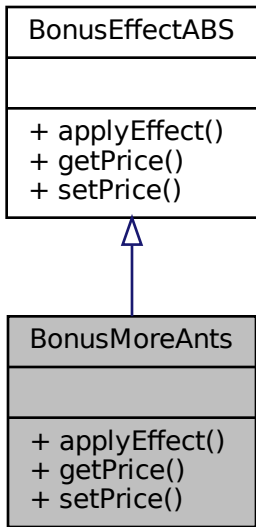 BonusEffectABS
+ applyEffect()
+ getPrice()
+ setPrice()
BonusMoreAnts
+ applyEffect()
+ getPrice()
+ setPrice()